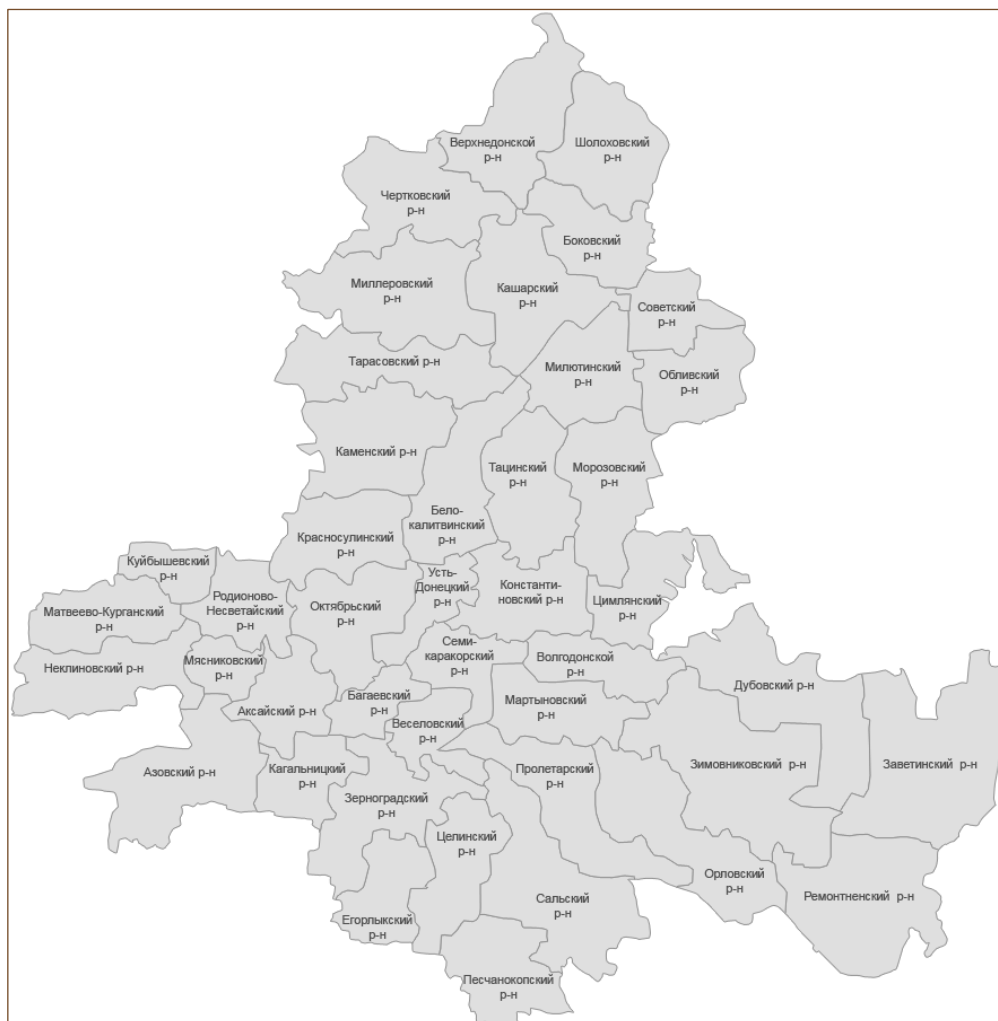 Верхнедонской
р-н
Шолоховский
р-н
Чертковский
р-н
Боковский
р-н
Миллеровский
р-н
Кашарский
р-н
Советский
р-н
Тарасовский р-н
Милютинский
р-н
Обливский
р-н
Каменский р-н
Тацинский
р-н
Морозовский
р-н
Бело-
калитвинский
р-н
Красносулинский
р-н
Куйбышевский
р-н
Родионово-
Несветайский
р-н
Октябрьский
р-н
Усть-
Донецкий
р-н
Константи-
новский р-н
Цимлянский
р-н
Матвеево-Курганский
р-н
Неклиновский р-н
Мясниковский
р-н
Семи-
каракорский
р-н
Волгодонской
р-н
Дубовский р-н
Аксайский р-н
Багаевский
р-н
Веселовский
р-н
Мартыновский
р-н
Азовский р-н
Кагальницкий
р-н
Зерноградский
р-н
Пролетарский
р-н
Зимовниковский р-н
Заветинский р-н
Целинский
р-н
Орловский
р-н
Ремонтненский р-н
Сальский
р-н
Егорлыкский
р-н
Песчанокопский
р-н